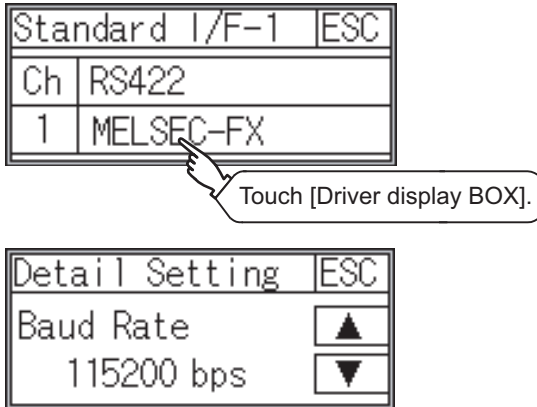 Standard I/F-1 ESC
Ch RS422
1 MELSEC-FX
Touch [Driver display BOX].
Detail Setting ESC
Baud Rate ▲
115200 bps ▼